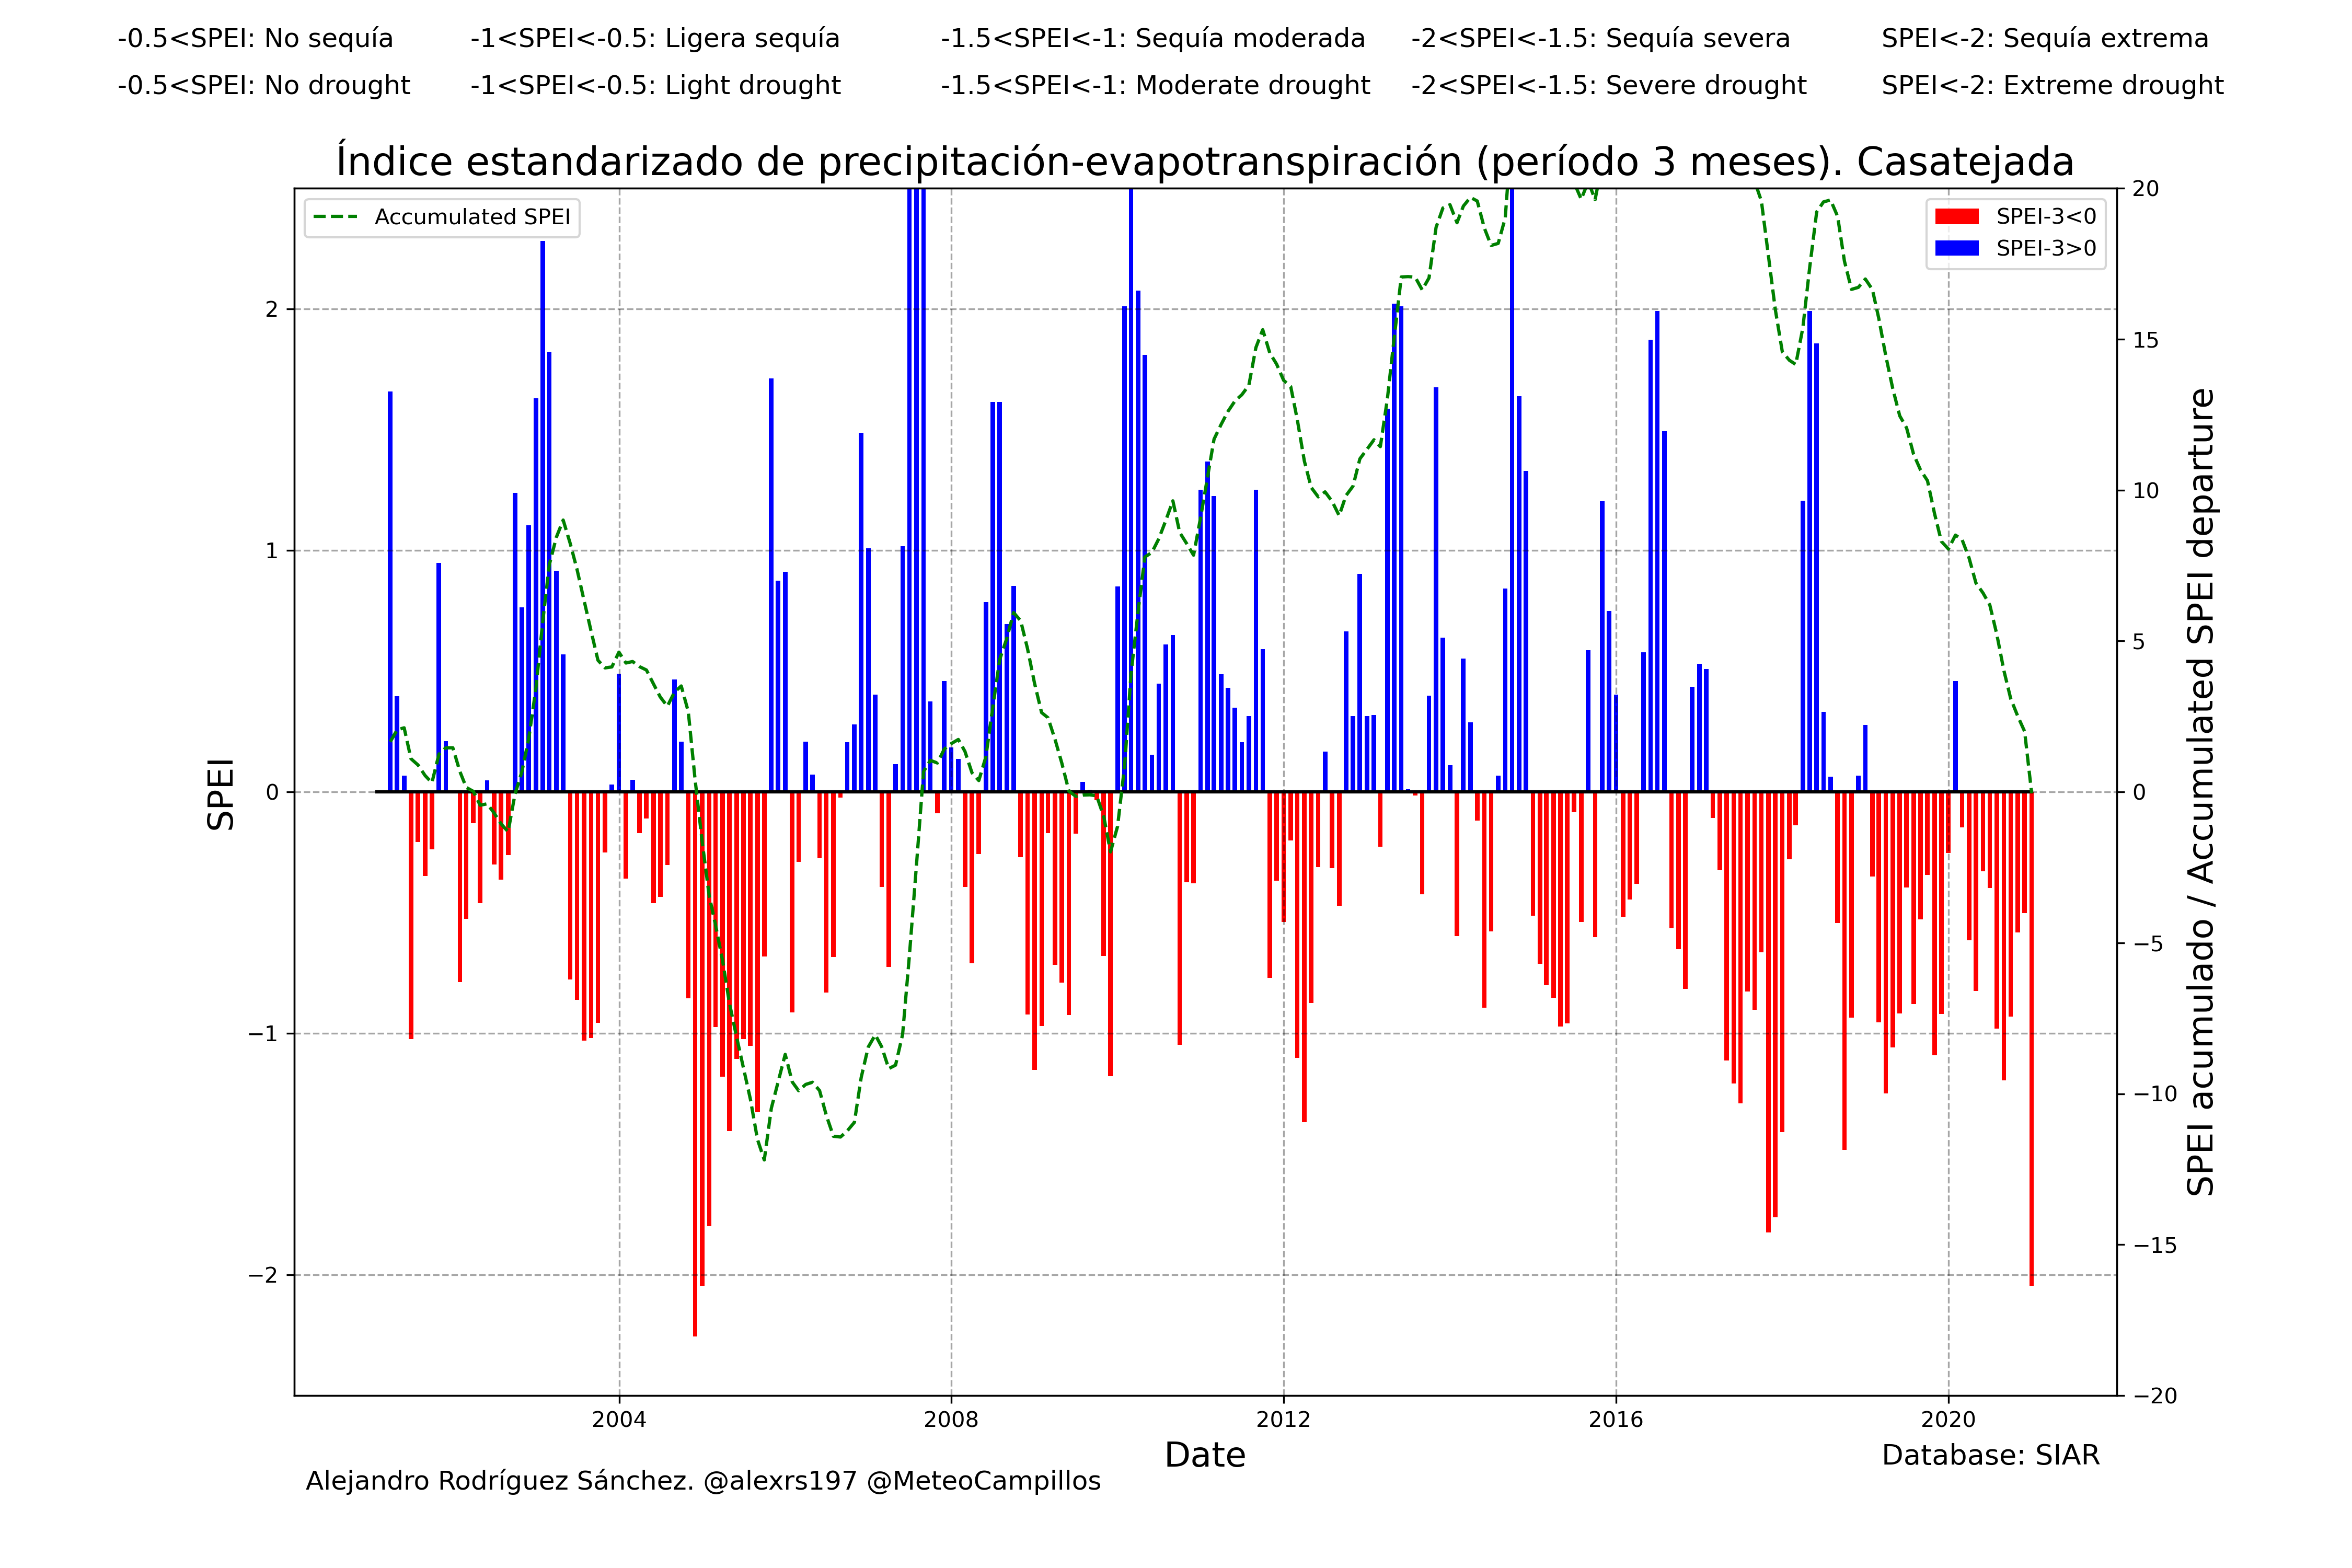 -0.5<SPEI: No sequía -1<SPEI<-0.5: Ligera sequía -1.5<SPEI<-1: Sequía moderada -2<SPEI<-1.5: Sequía severa SPEI<-2: Sequía extrema
-0.5<SPEI: No drought -1<SPEI<-0.5: Light drought -1.5<SPEI<-1: Moderate drought -2<SPEI<-1.5: Severe drought SPEI<-2: Extreme drought
Índice estandarizado de precipitación-evapotranspiración (período 3 meses). Casatejada
Accumulated SPEI
SPEI-3<0
SPEI-3>0
SPEI
2
1
0
−1
−2
20
15
10
5
0
−5
−10
−15
−20
SPEI acumulado / Accumulated SPEI departure
2004 2008 2012 2016 2020
Date
Database: SIAR
Alejandro Rodríguez Sánchez. @alexrs197 @MeteoCampillos